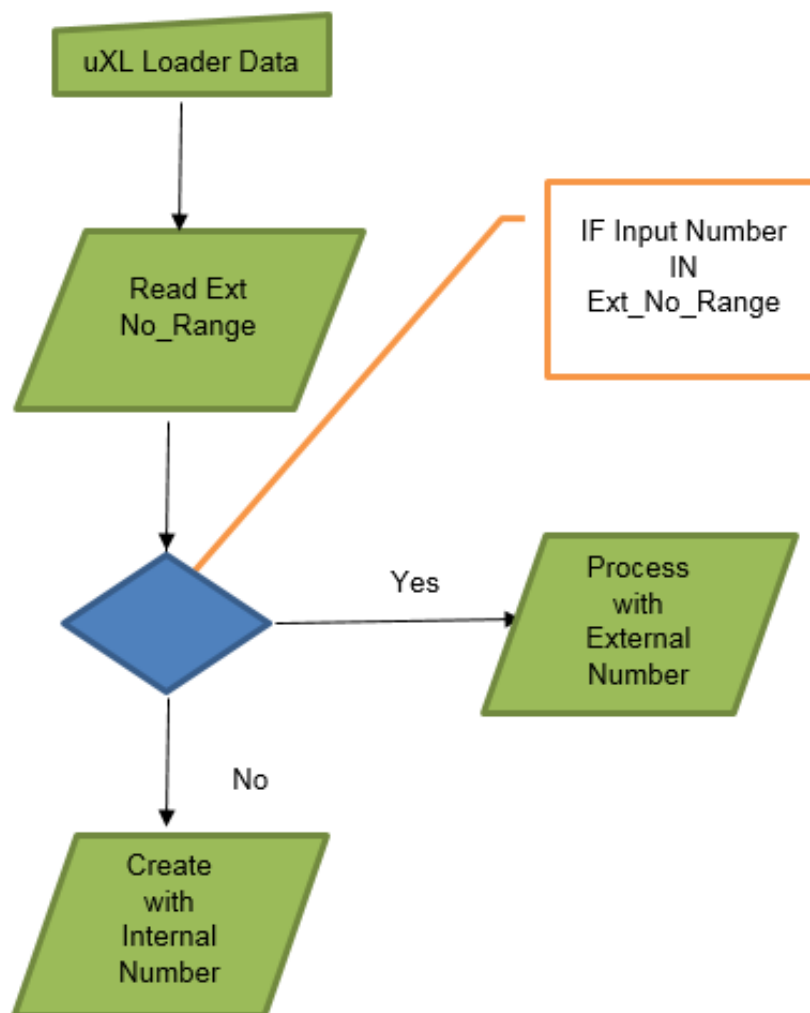 uXL Loader Data
Read Ext
No_Range
IF Input Number
IN
Ext_No_Range
Yes
Process
with
External
Number
No
Create
with
Internal
Number